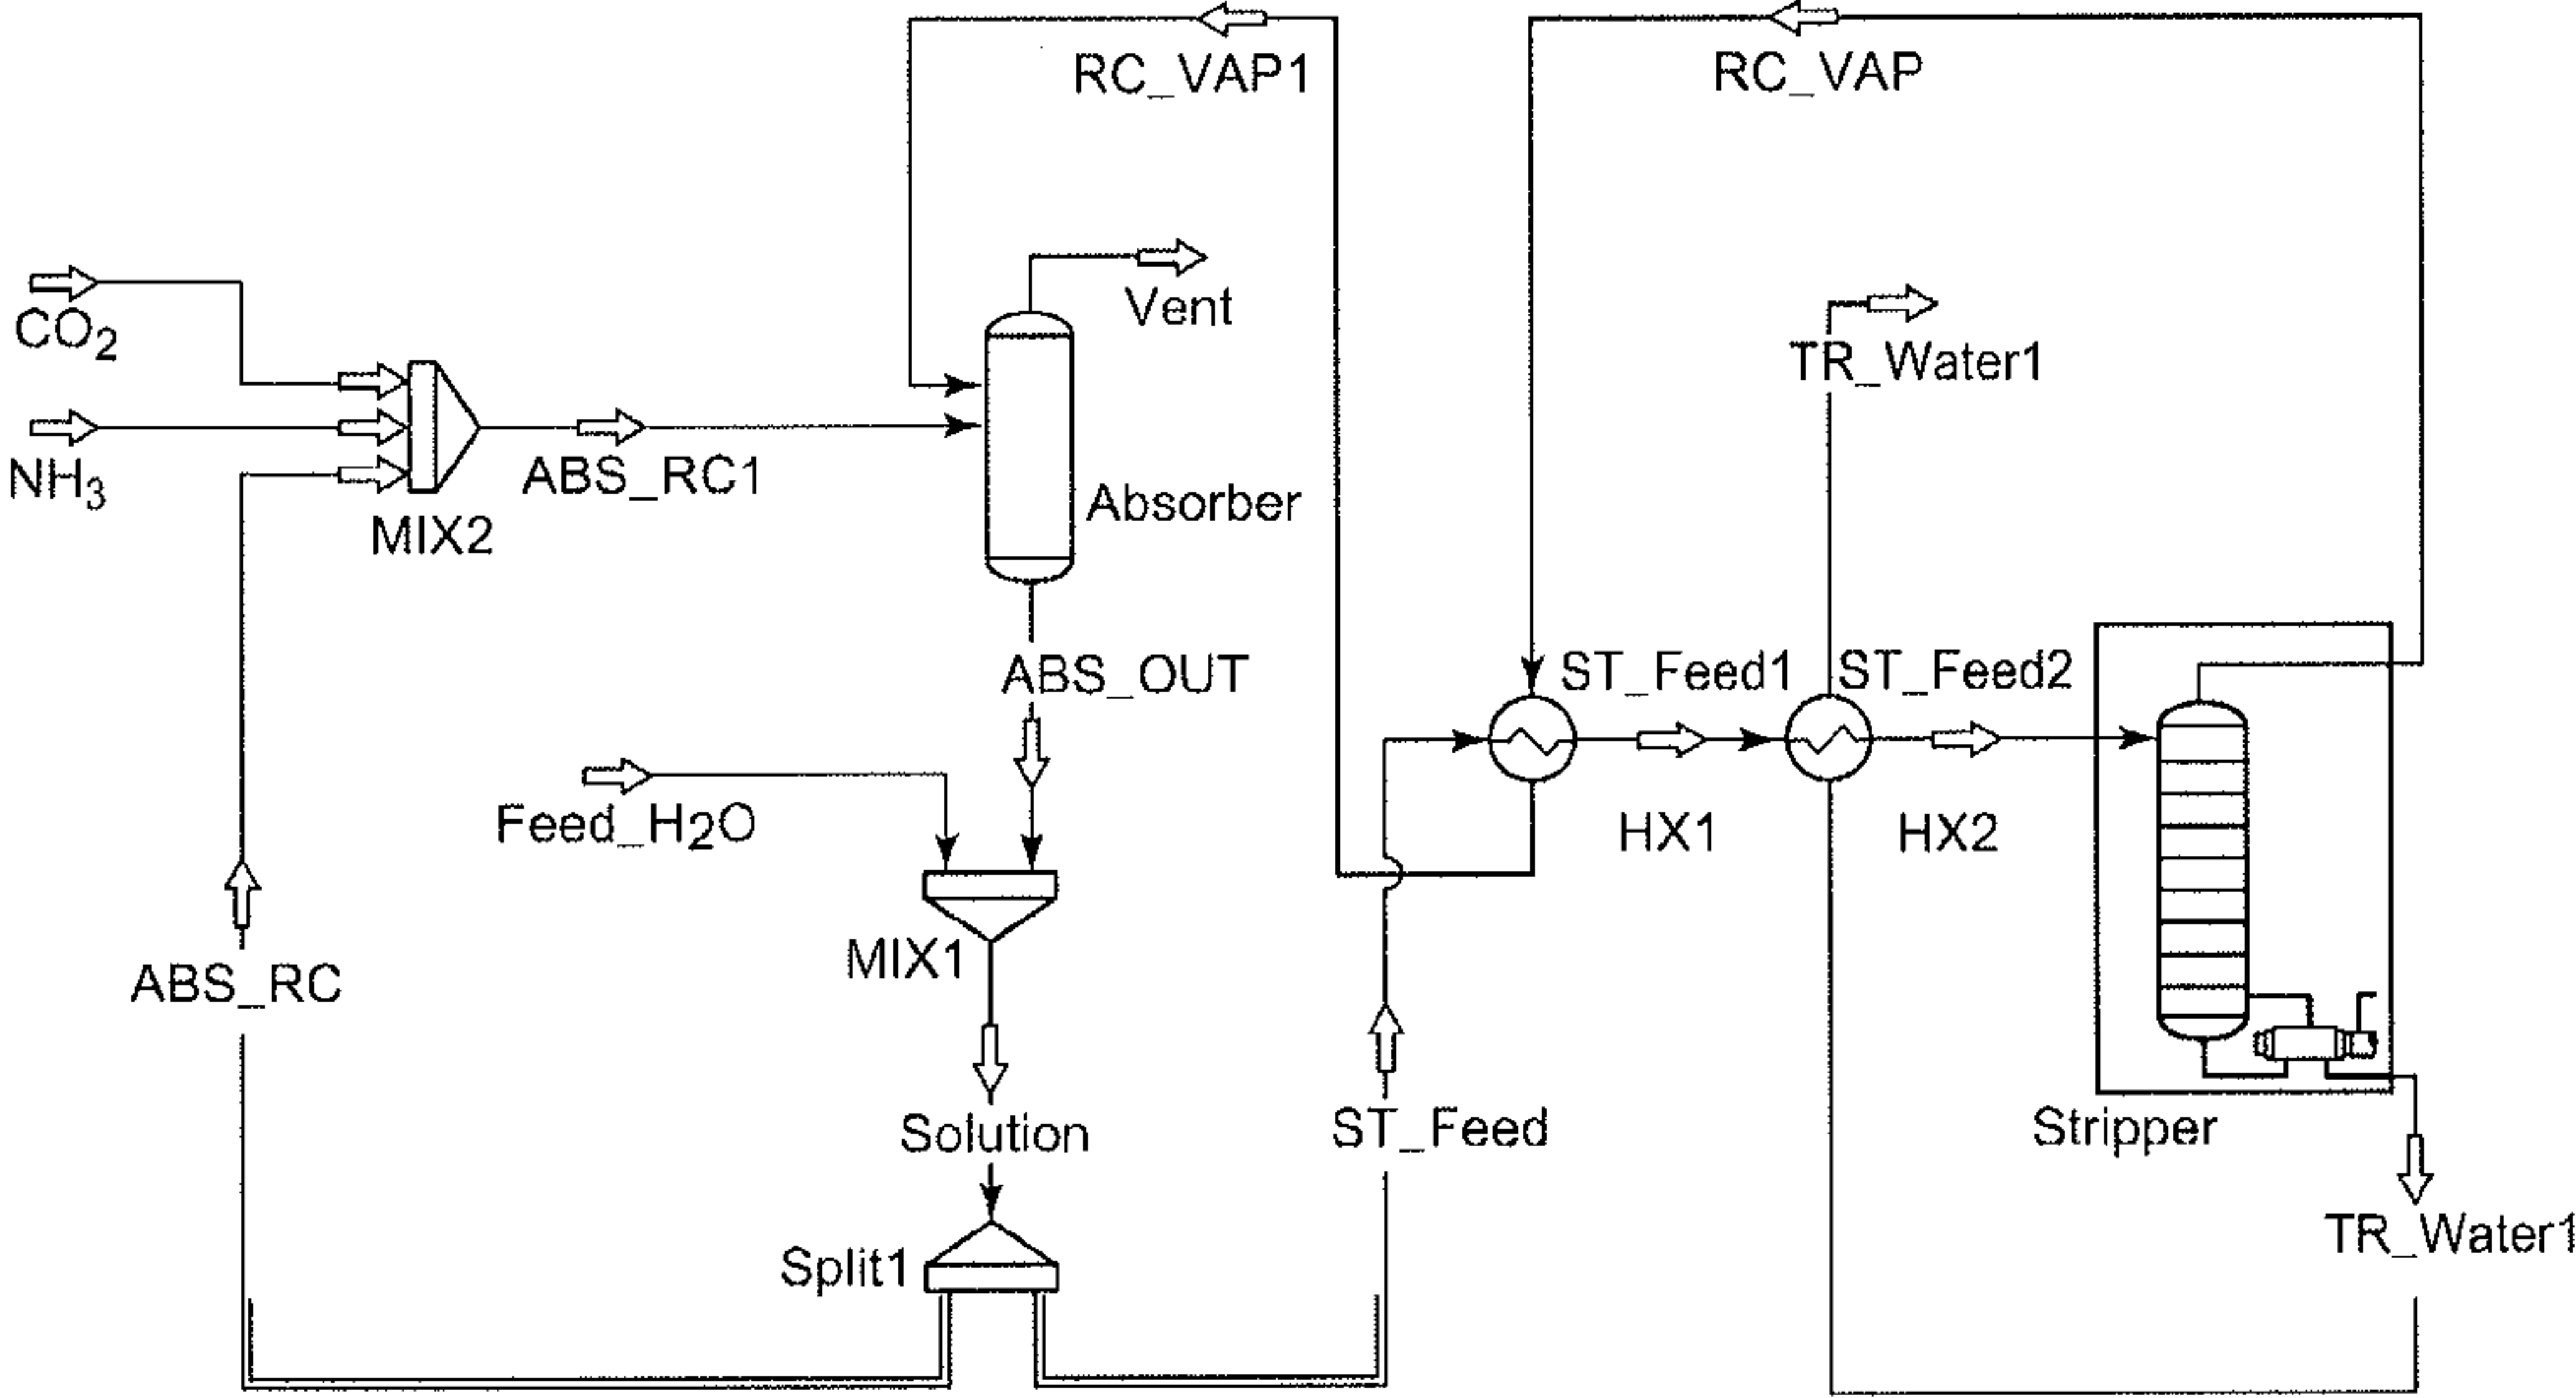 RC_VAP1
RC_VAP
Vent
CO₂
TR_Water1
NH₃
ABS_RC1
MIX2
Absorber
ABS_OUT
ST_Feed1
ST_Feed2
Feed_H₂O
HX1
HX2
MIX1
ABS_RC
Solution
ST_Feed
Stripper
TR_Water1
Split1